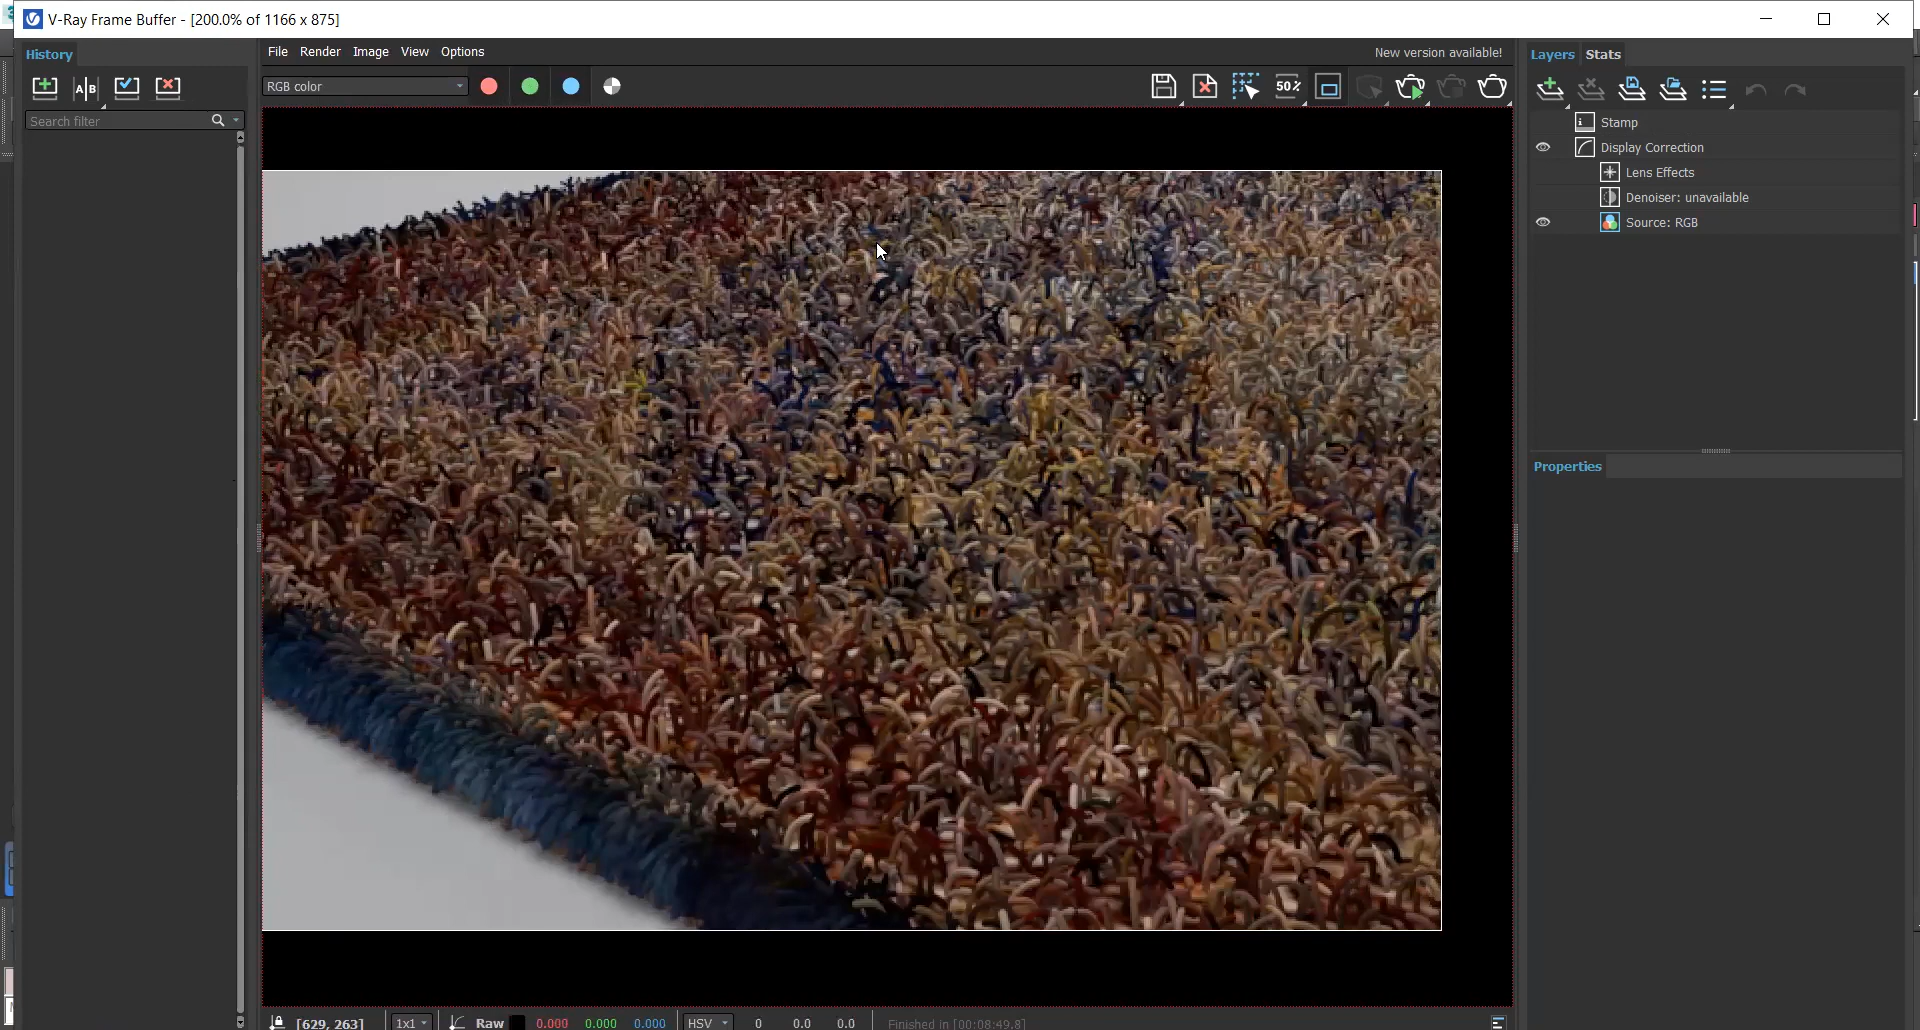 V-Ray Frame Buffer - [200.0% of 1166 x 875]
History
File Render Image View Options
New version available!
Layers Stats
A B
RGB color
50%
Search filter
Stamp
Display Correction
Lens Effects
Denoiser: unavailable
Source: RGB
Properties
[629, 263] 1x1 Raw 0.000 0.000 0.000 HSV 0 0.0 0.0 Finished in [00:08:49.8]